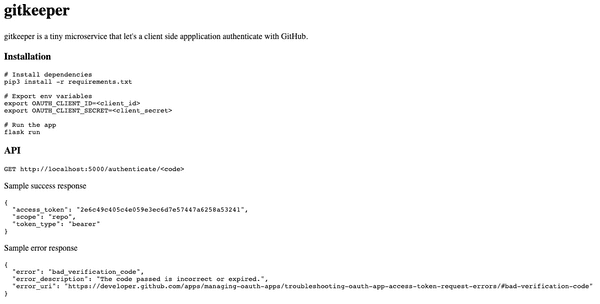 gitkeeper
gitkeeper is a tiny microservice that let's a client side appplication authenticate with GitHub.
Installation
# Install dependencies
pip3 install -r requirements.txt
# Export env variables
export OAUTH_CLIENT_ID=<client_id>
export OAUTH_CLIENT_SECRET=<client_secret>
# Run the app
flask run
API
GET http://localhost:5000/authenticate/<code>
Sample success response
{
  "access_token": "2e6c49c405c4e059e3ec6d7e57447a6258a53241",
  "scope": "repo",
  "token_type": "bearer"
}
Sample error response
{
  "error": "bad_verification_code",
  "error_description": "The code passed is incorrect or expired.",
  "error_uri": "https://developer.github.com/apps/managing-oauth-apps/troubleshooting-oauth-app-access-token-request-errors/#bad-verification-code"
}